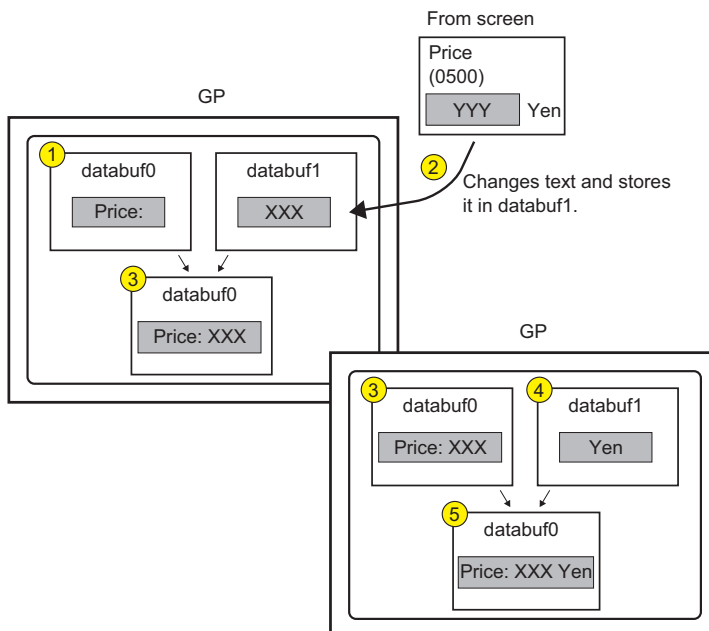 From screen
Price
(0500)
YYY Yen
GP
1
databuf0
Price:
databuf1
XXX
2
Changes text and stores
it in databuf1.
3
databuf0
Price: XXX
GP
3
databuf0
Price: XXX
4
databuf1
Yen
5
databuf0
Price: XXX Yen